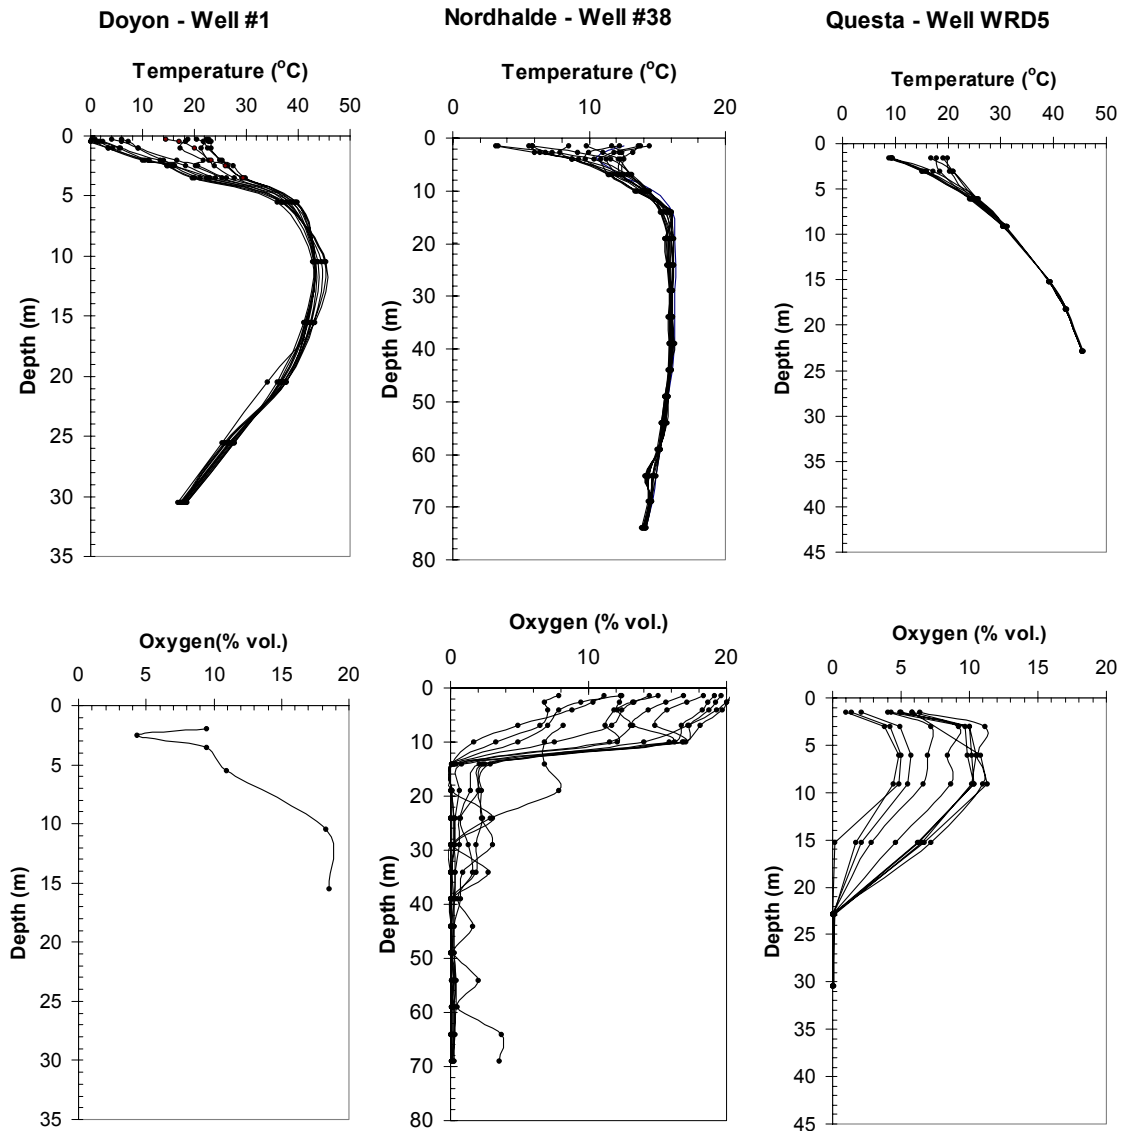 Doyon - Well #1
Temperature (°C)
0 10 20 30 40 50
0
5
10
15
20
25
30
35
Depth (m)
Nordhalde - Well #38
Temperature (°C)
0 10 20
0
10
20
30
40
50
60
70
80
Depth (m)
Questa - Well WRD5
Temperature (°C)
0 10 20 30 40 50
0
5
10
15
20
25
30
35
40
45
Depth (m)
Oxygen(% vol.)
0 5 10 15 20
0
5
10
15
20
25
30
35
Depth (m)
Oxygen (% vol.)
0 10 20
0
10
20
30
40
50
60
70
80
Depth (m)
Oxygen (% vol.)
0 5 10 15 20
0
5
10
15
20
25
30
35
40
45
Depth (m)